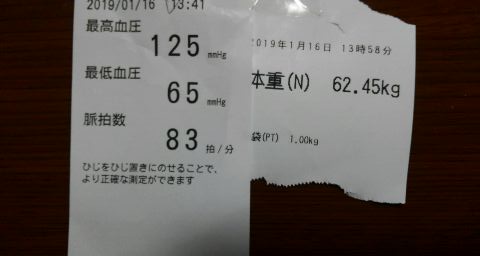 2019/01/16 13:41
最高血圧
125 mmHg
最低血圧
65 mmHg
脈拍数
83 拍/分
ひじをひじ置きにのせることで、
より正確な測定ができます
2019年1月16日 13時58分
体重(N) 62.45kg
袋(PT) 1.00kg